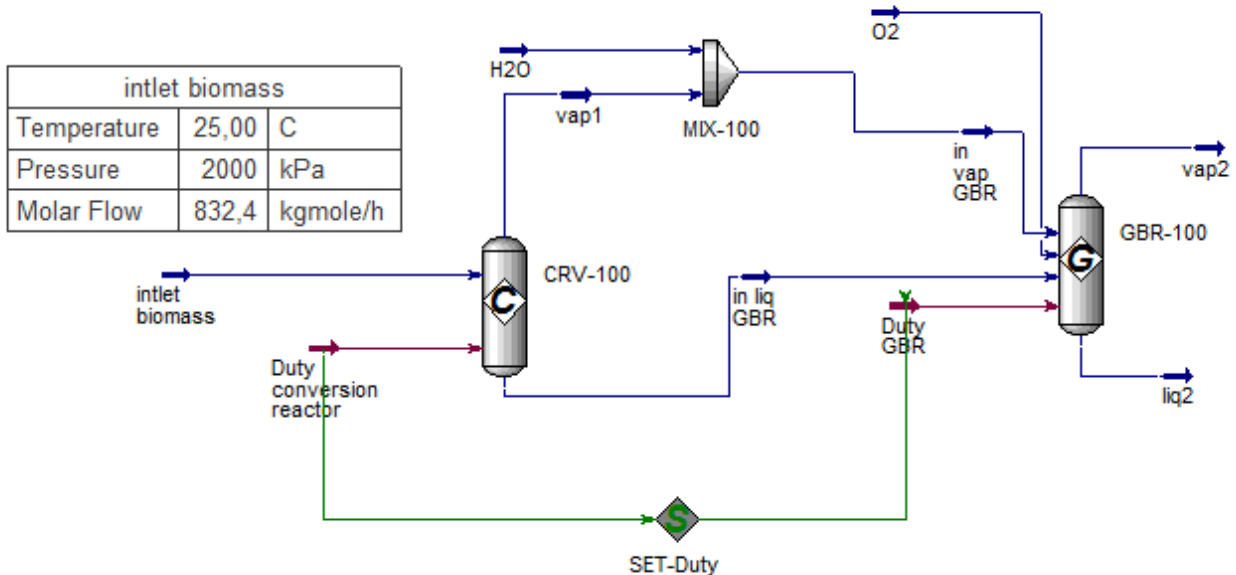 O2
H2O
vap1
MIX-100
in
vap
GBR
vap2
intlet biomass
Temperature 25,00 C
Pressure 2000 kPa
Molar Flow 832,4 kgmole/h
GBR-100
G
intlet
biomass
CRV-100
C
in liq
GBR
Duty
GBR
Duty
conversion
reactor
liq2
S
SET-Duty